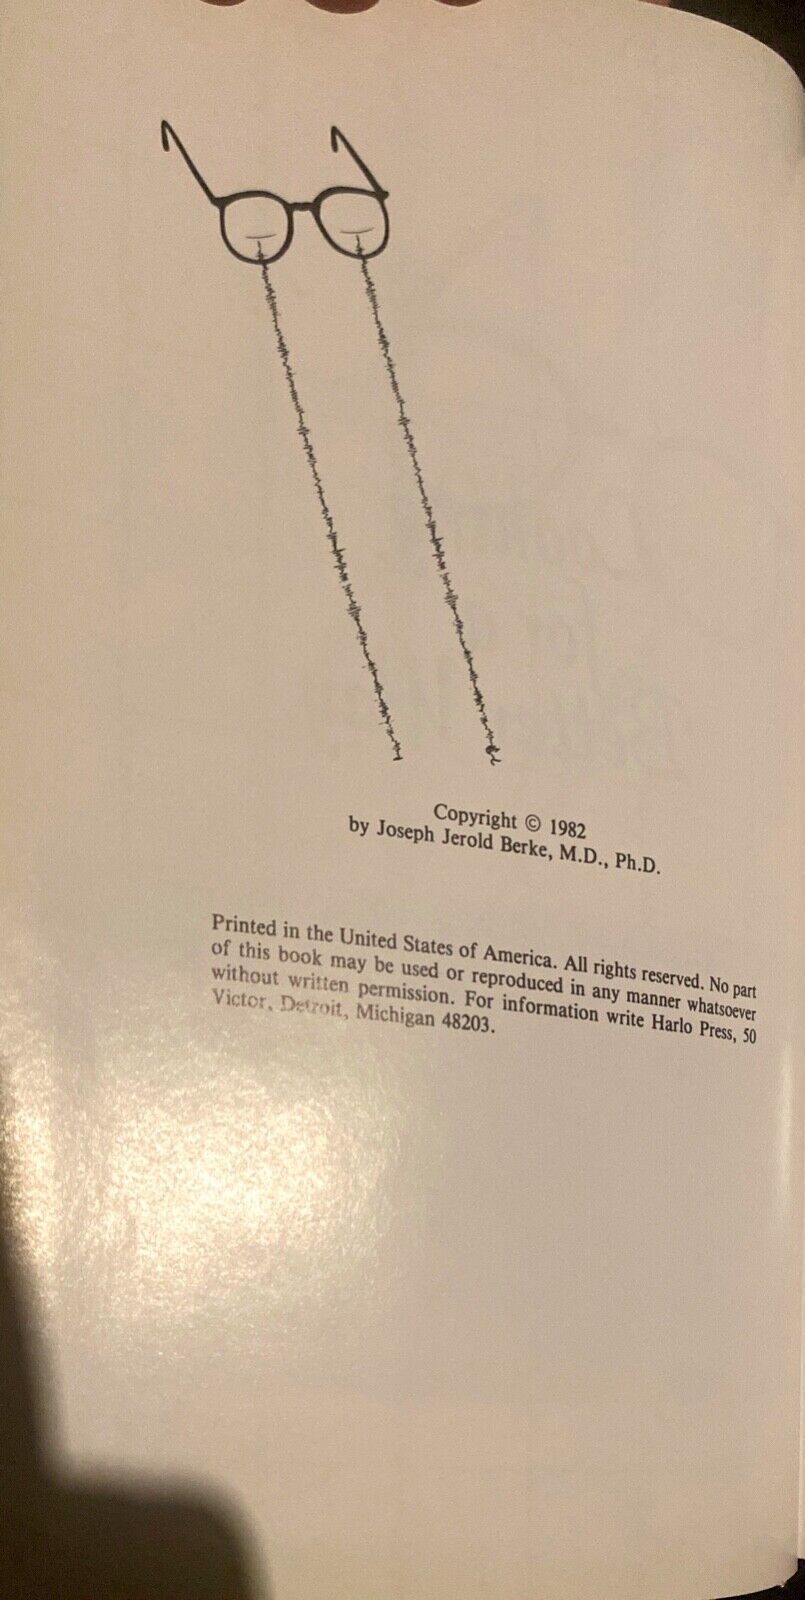 Copyright © 1982
by Joseph Jerold Berke, M.D., Ph.D.
Printed in the United States of America. All rights reserved. No part
of this book may be used or reproduced in any manner whatsoever
without written permission. For information write Harlo Press, 50
Victor, Detroit, Michigan 48203.